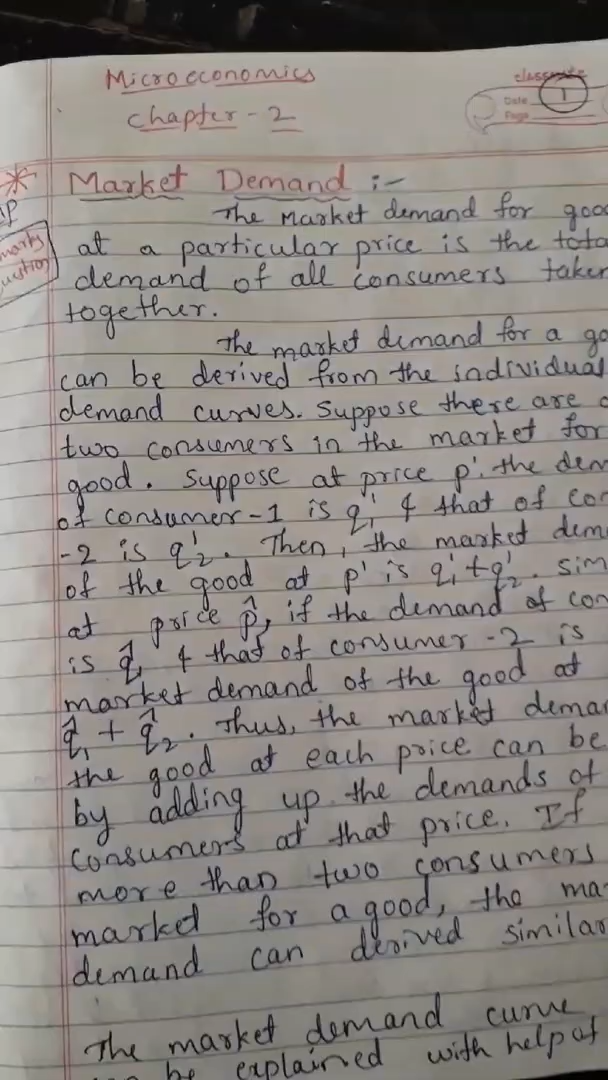 Microeconomics
classmate
Date
Page
1
Chapter - 2
Market Demand :-
The Market demand for
at a particular price is the
demand of all consumers taken
together.
The market demand for a
can be derived from the individual
demand curves. Suppose there are
two consumers in the market for
good. Suppose at price p'. the
of consumer-1 is q'₁ & that of
-2 is q'₂. Then, the market
of the good at p' is q'₁+q'₂.
at price p̂, if the demand of
is q̂₁ & that of consumer-2 is
market demand of the good at
q̂₁ + q̂₂. Thus, the market
the good at each price can be
by adding up the demands of
consumers at that price. If
more than two consumers
market for a good, the
demand can derived
The market demand curve
be explained with help of